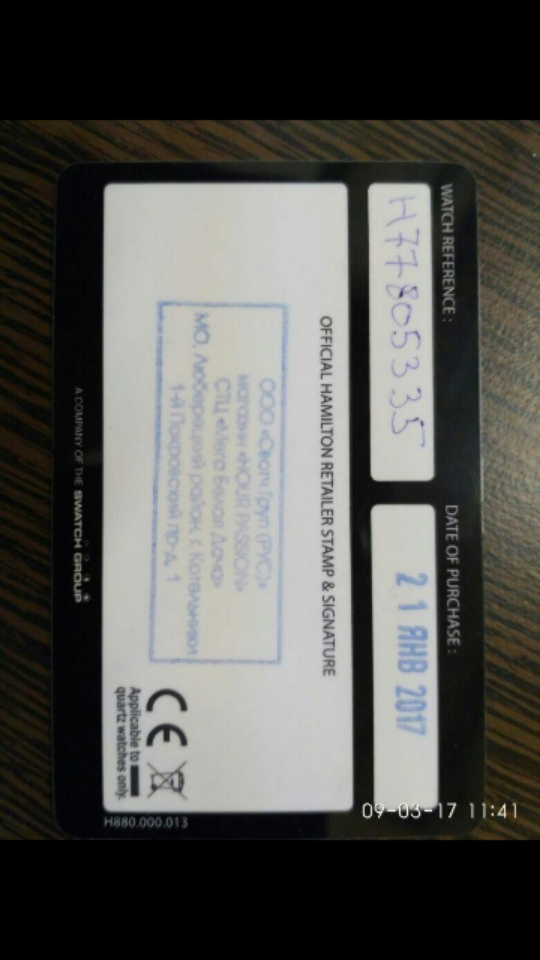 WATCH REFERENCE :
H77805335
DATE OF PURCHASE :
21 ЯНВ 2017
OFFICIAL HAMILTON RETAILER STAMP & SIGNATURE
ООО «Свотч Груп (РУС)»
магазин «HOUR PASSION»
СТЦ «Мега Белая Дача»
МО, Люберецкий район, г. Котельники
1-й Покровский пр-д, 1
CE
Applicable to
quartz watches only.
A COMPANY OF THE SWATCH GROUP
H880.000.013
09-03-17 11:41